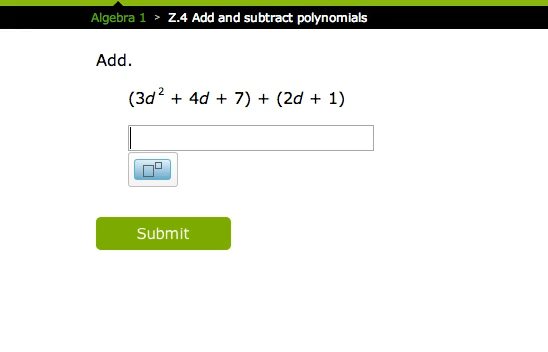 Algebra 1 > Z.4 Add and subtract polynomials
Add.
(3d² + 4d + 7) + (2d + 1)
Submit